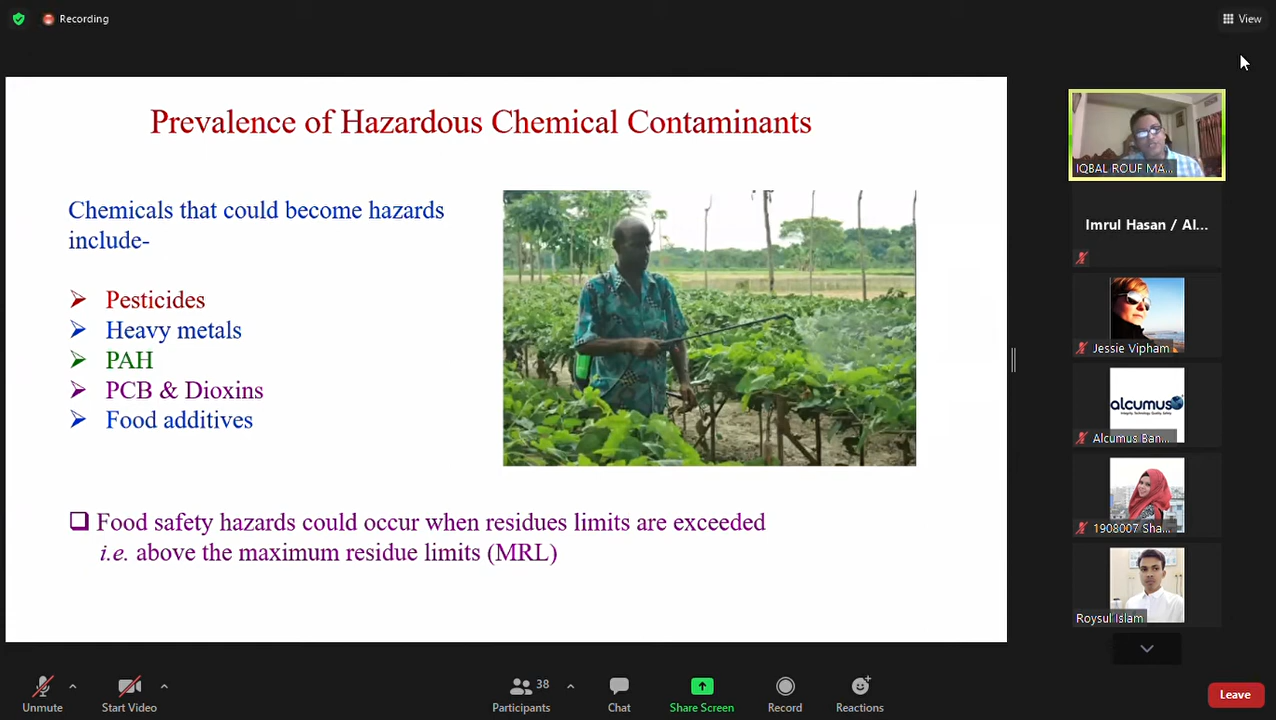 Recording
View
Prevalence of Hazardous Chemical Contaminants
Chemicals that could become hazards
include-
Pesticides
Heavy metals
PAH
PCB & Dioxins
Food additives
Food safety hazards could occur when residues limits are exceeded
i.e. above the maximum residue limits (MRL)
IQBAL ROUF MA...
Imrul Hasan / Al...
Jessie Vipham
alcumus
Alcumus Ban...
1908007 Sha...
Roysul Islam
Unmute
Start Video
38
Participants
Chat
Share Screen
Record
Reactions
Leave